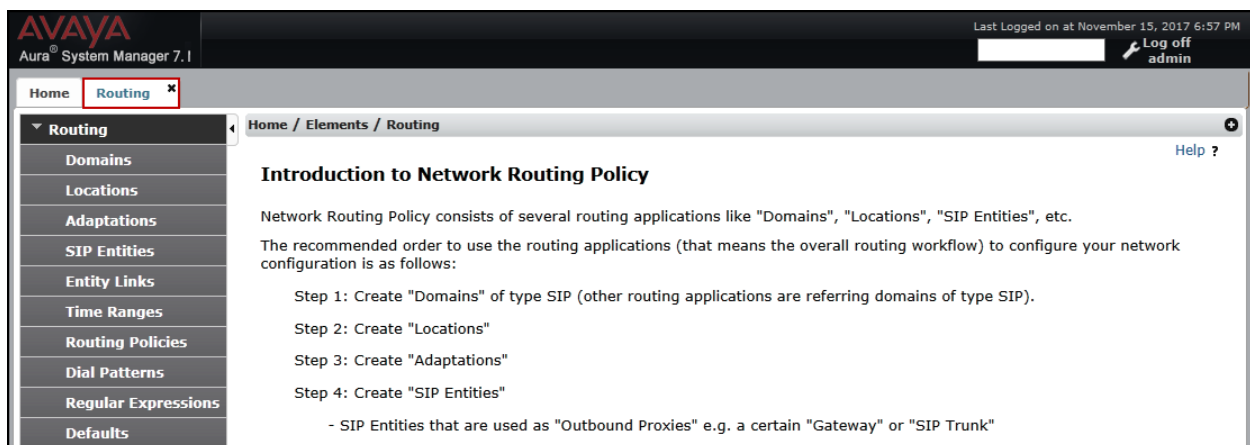 AVAYA
Aura® System Manager 7.1
Last Logged on at November 15, 2017 6:57 PM
Log off
admin
Home
Routing ×
Routing
Domains
Locations
Adaptations
SIP Entities
Entity Links
Time Ranges
Routing Policies
Dial Patterns
Regular Expressions
Defaults
Home / Elements / Routing
Help ?
Introduction to Network Routing Policy
Network Routing Policy consists of several routing applications like "Domains", "Locations", "SIP Entities", etc.
The recommended order to use the routing applications (that means the overall routing workflow) to configure your network
configuration is as follows:
Step 1: Create "Domains" of type SIP (other routing applications are referring domains of type SIP).
Step 2: Create "Locations"
Step 3: Create "Adaptations"
Step 4: Create "SIP Entities"
- SIP Entities that are used as "Outbound Proxies" e.g. a certain "Gateway" or "SIP Trunk"